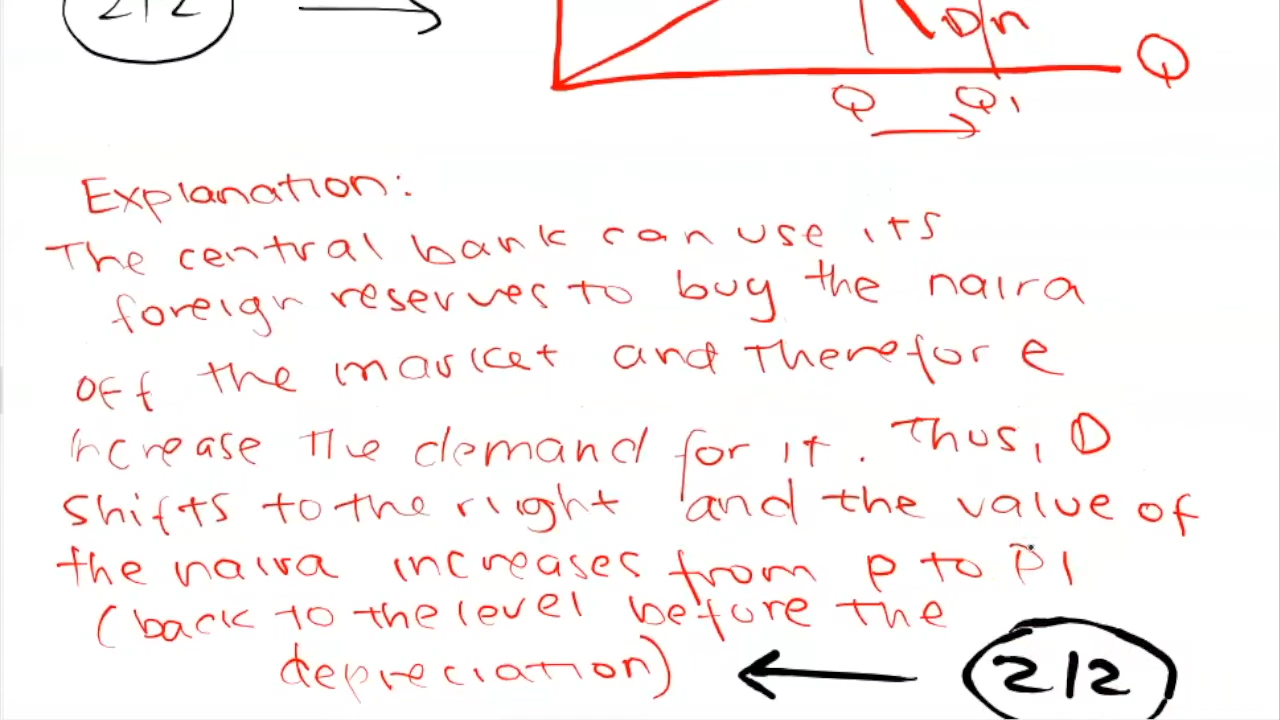 2/2
Dn
Q
Q Q1
Explanation:
The central bank can use its
foreign reserves to buy the naira
off the market and therefore
increase the demand for it. Thus, D
shifts to the right and the value of
the naira increases from P to P1
(back to the level before the
depreciation)
2/2